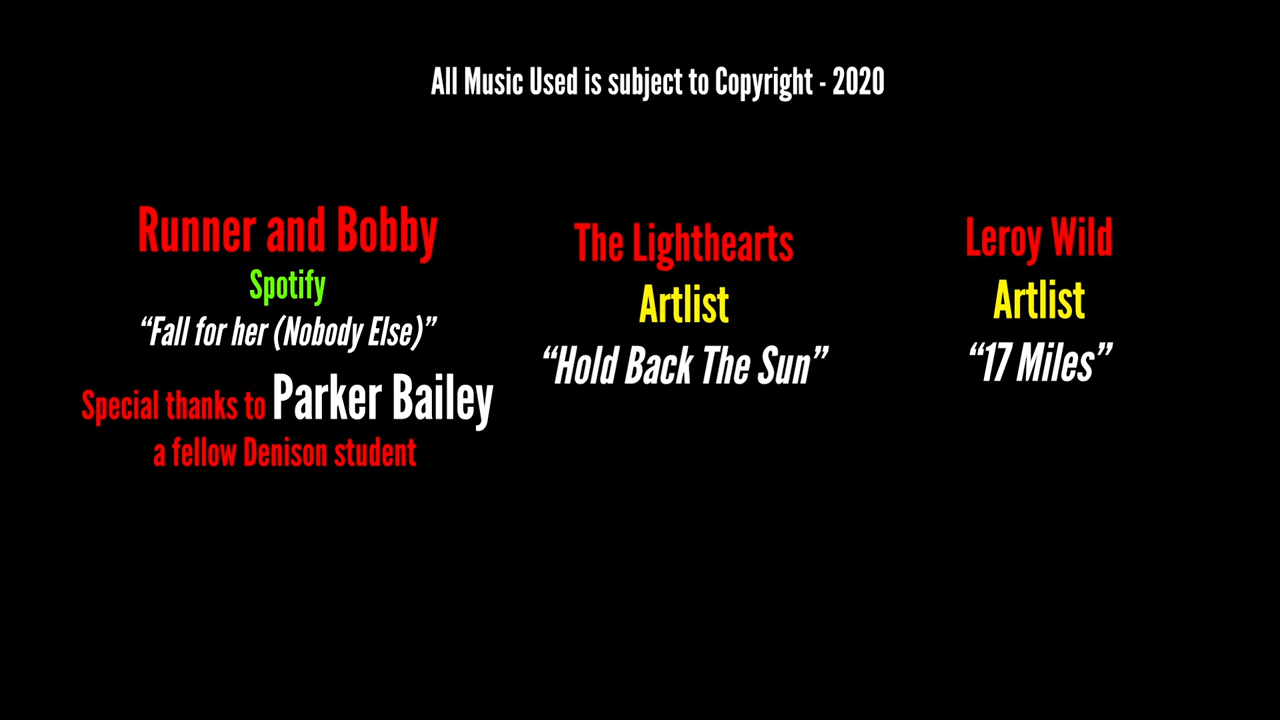 All Music Used is subject to Copyright - 2020
Runner and Bobby
Spotify
“Fall for her (Nobody Else)”
Special thanks to Parker Bailey
a fellow Denison student
The Lighthearts
Artlist
“Hold Back The Sun”
Leroy Wild
Artlist
“17 Miles”